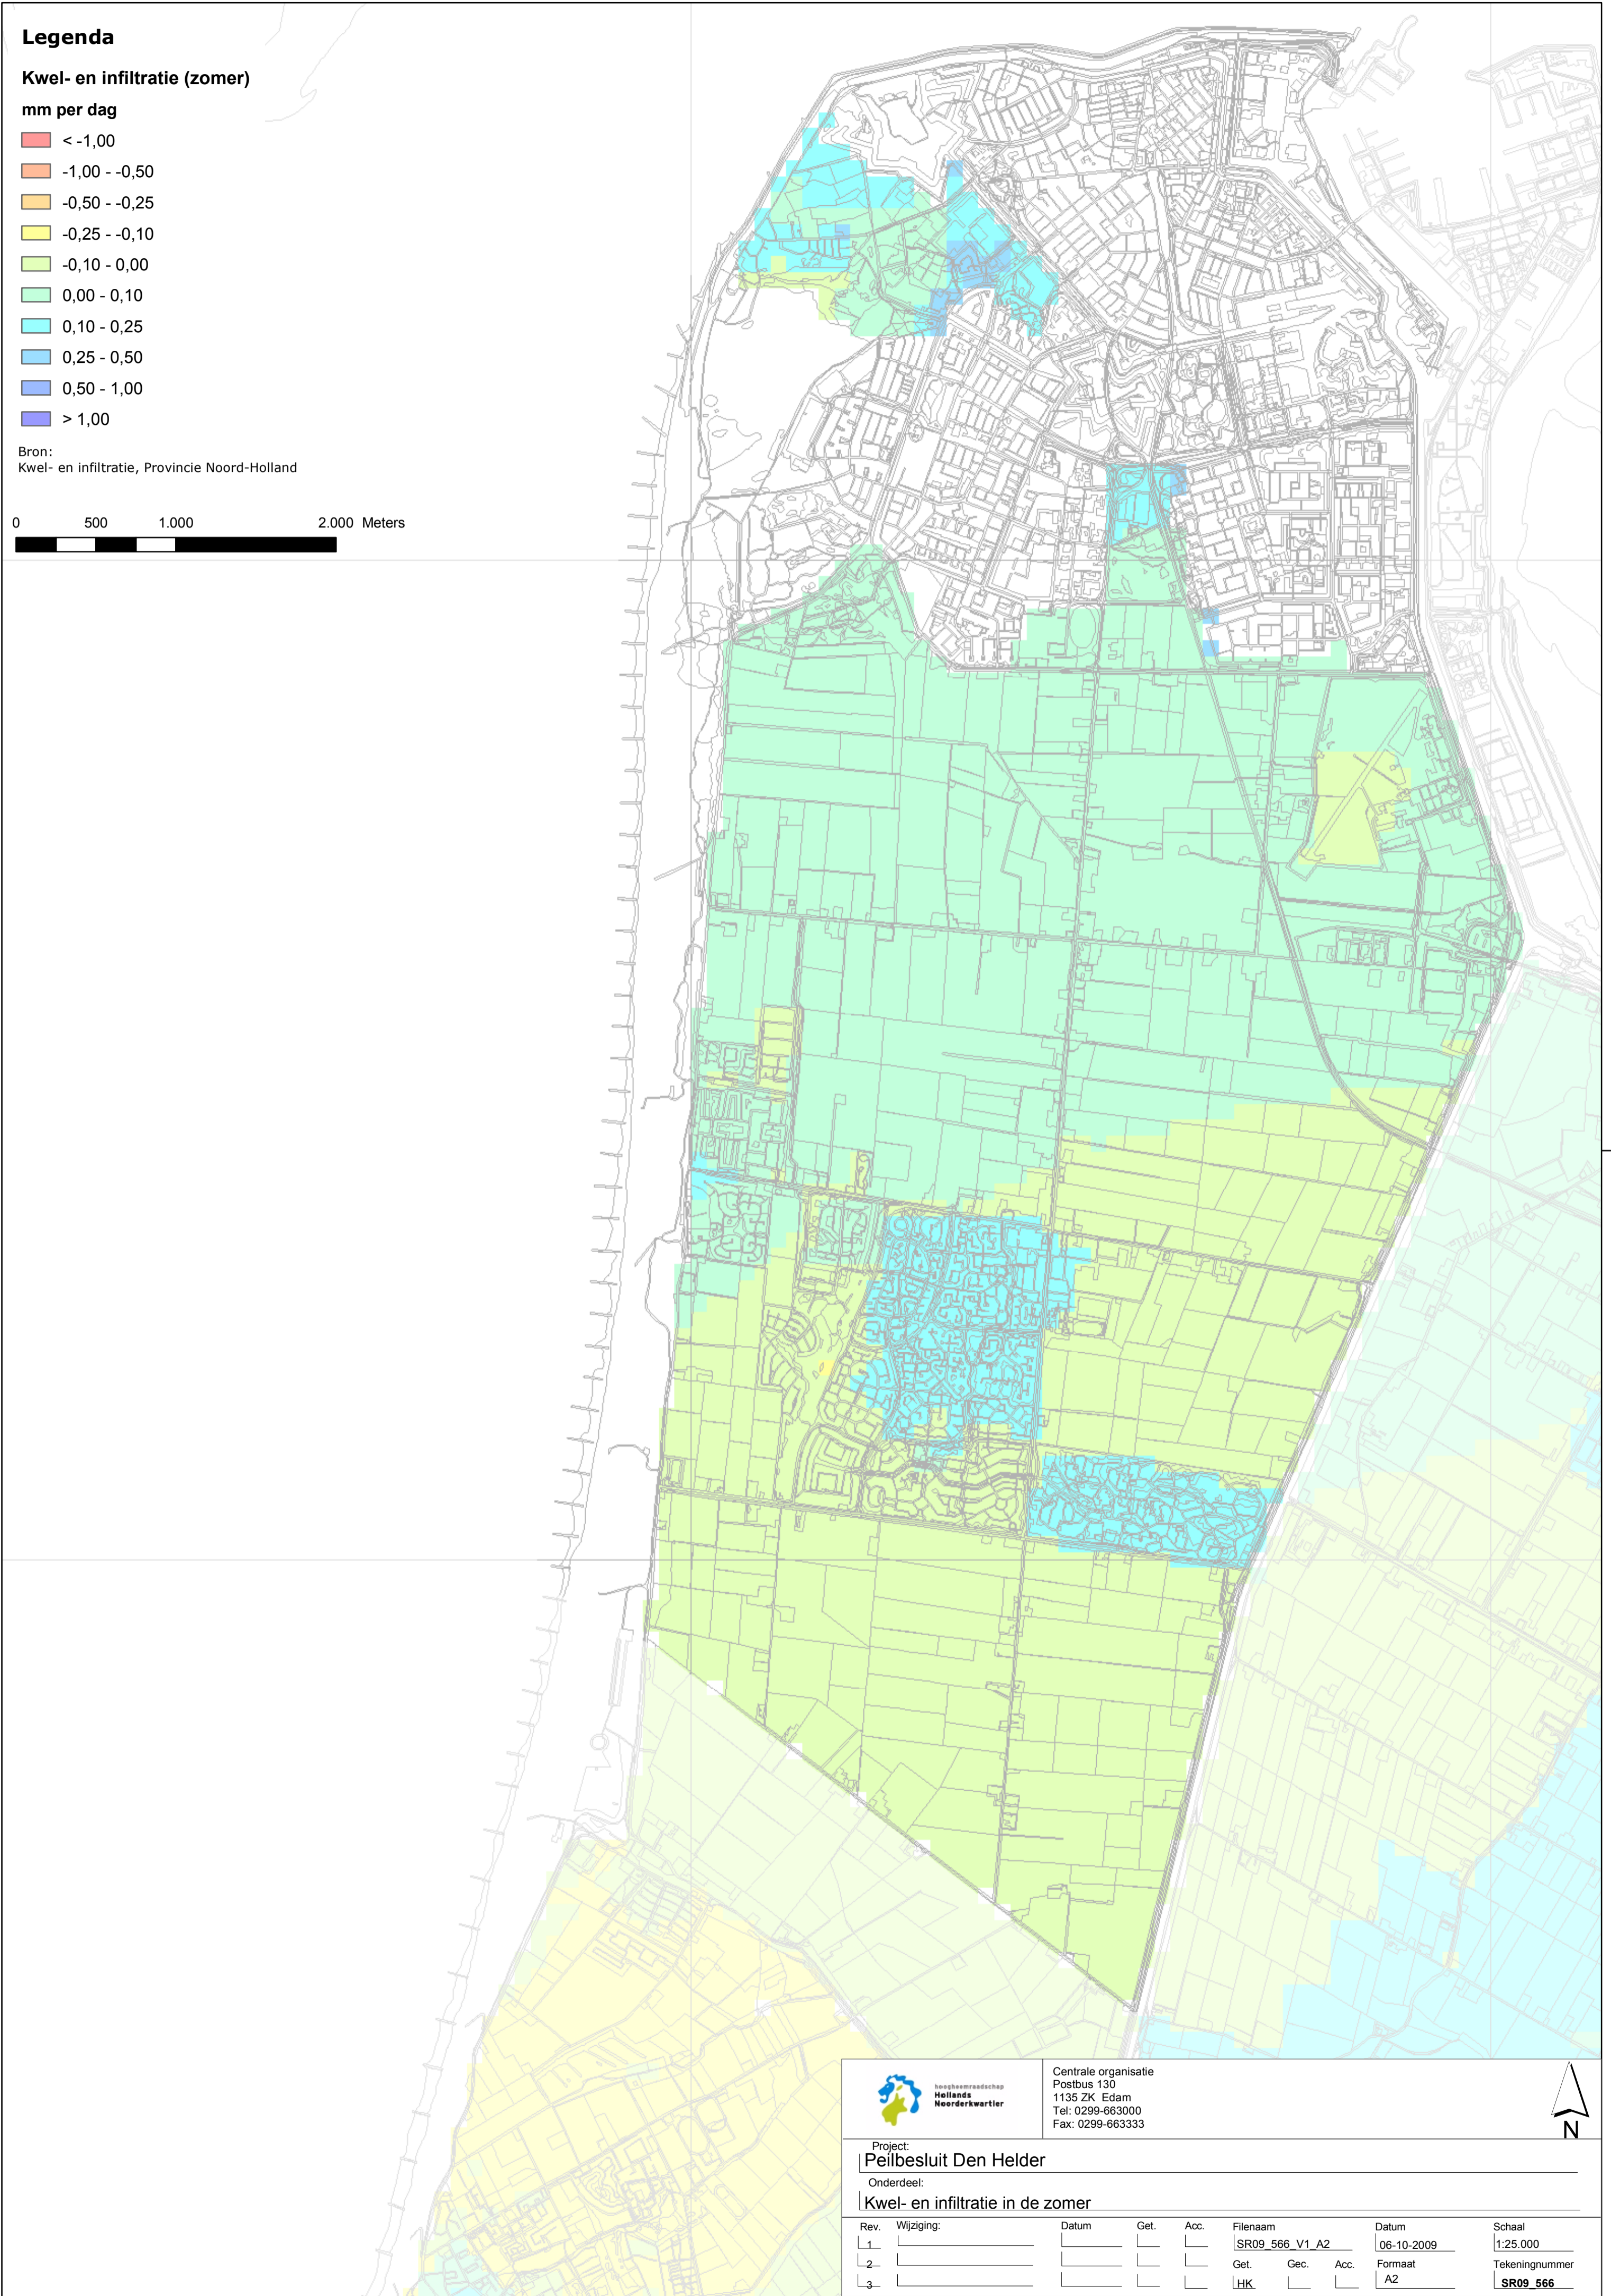 Legenda
Kwel- en infiltratie (zomer)
mm per dag
< -1,00
-1,00 - -0,50
-0,50 - -0,25
-0,25 - -0,10
-0,10 - 0,00
0,00 - 0,10
0,10 - 0,25
0,25 - 0,50
0,50 - 1,00
> 1,00
Bron:
Kwel- en infiltratie, Provincie Noord-Holland
0 500 1.000 2.000 Meters
hoogheemraadschap
Hollands
Noorderkwartier
Centrale organisatie
Postbus 130
1135 ZK Edam
Tel: 0299-663000
Fax: 0299-663333
N
Project:
Peilbesluit Den Helder
Onderdeel:
Kwel- en infiltratie in de zomer
Rev. Wijziging: Datum Get. Acc. Filenaam Datum Schaal
1 SR09_566_V1_A2 06-10-2009 1:25.000
2 Get. Gec. Acc. Formaat Tekeningnummer
3 HK A2 SR09_566